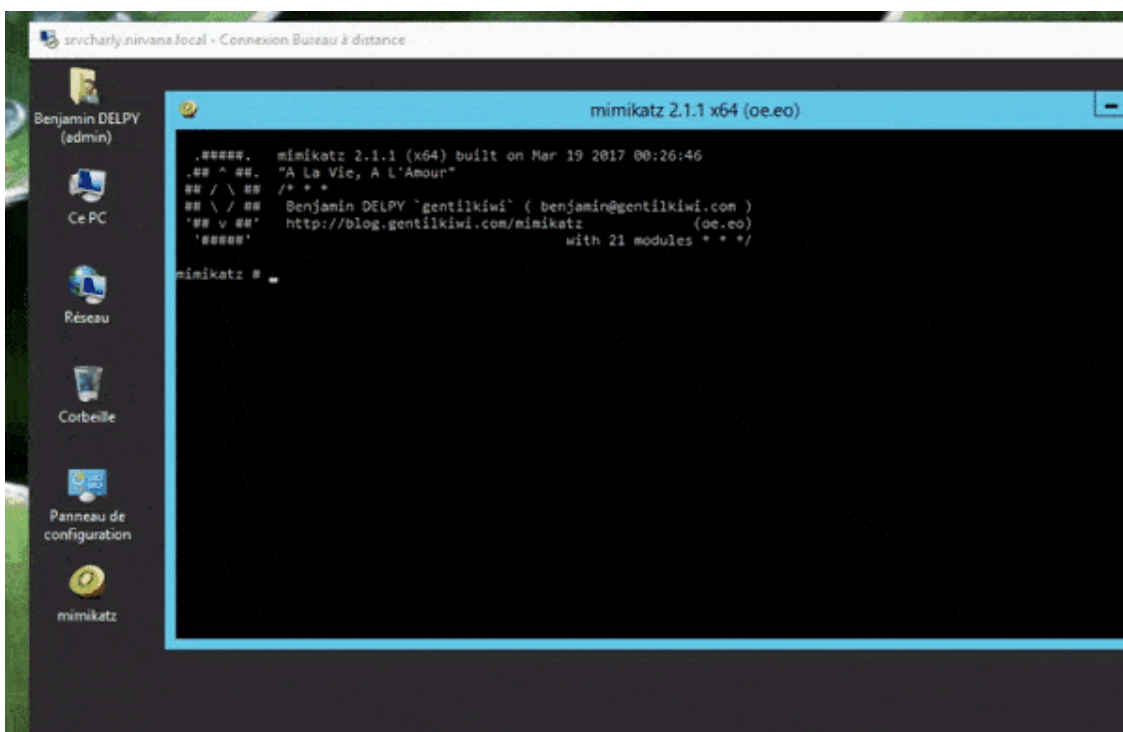 srvcharly.nirvana.local - Connexion Bureau à distance
Benjamin DELPY
(admin)
Ce PC
Réseau
Corbeille
Panneau de
configuration
mimikatz
mimikatz 2.1.1 x64 (oe.eo)
.#####.   mimikatz 2.1.1 (x64) built on Mar 19 2017 00:26:46
.## ^ ##.  "A La Vie, A L'Amour"
## / \ ##  /* * *
## \ / ##   Benjamin DELPY `gentilkiwi` ( benjamin@gentilkiwi.com )
'## v ##'   http://blog.gentilkiwi.com/mimikatz             (oe.eo)
'#####'                                     with 21 modules * * */
mimikatz # _